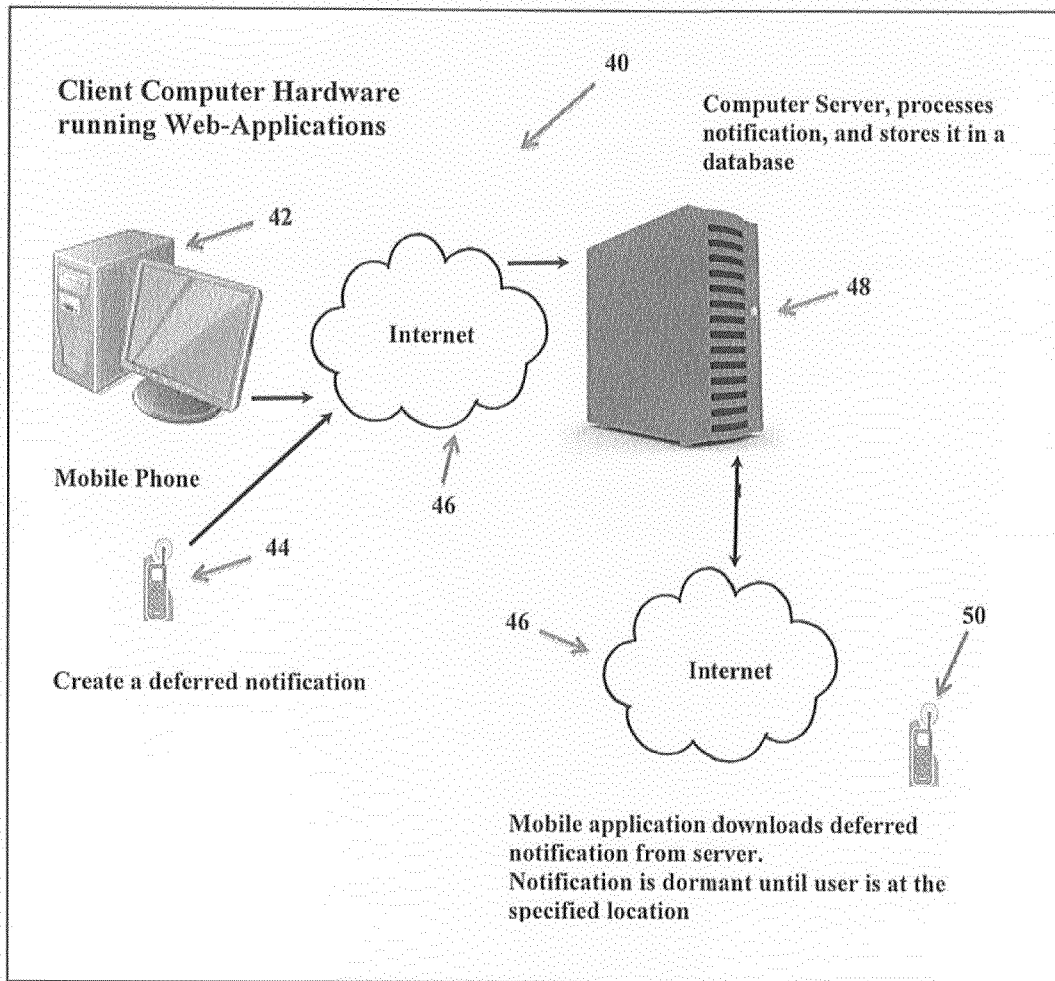 40
Client Computer Hardware
running Web-Applications
Computer Server, processes
notification, and stores it in a
database
42
Internet
48
Mobile Phone
46
44
46
50
Create a deferred notification
Internet
Mobile application downloads deferred
notification from server.
Notification is dormant until user is at the
specified location